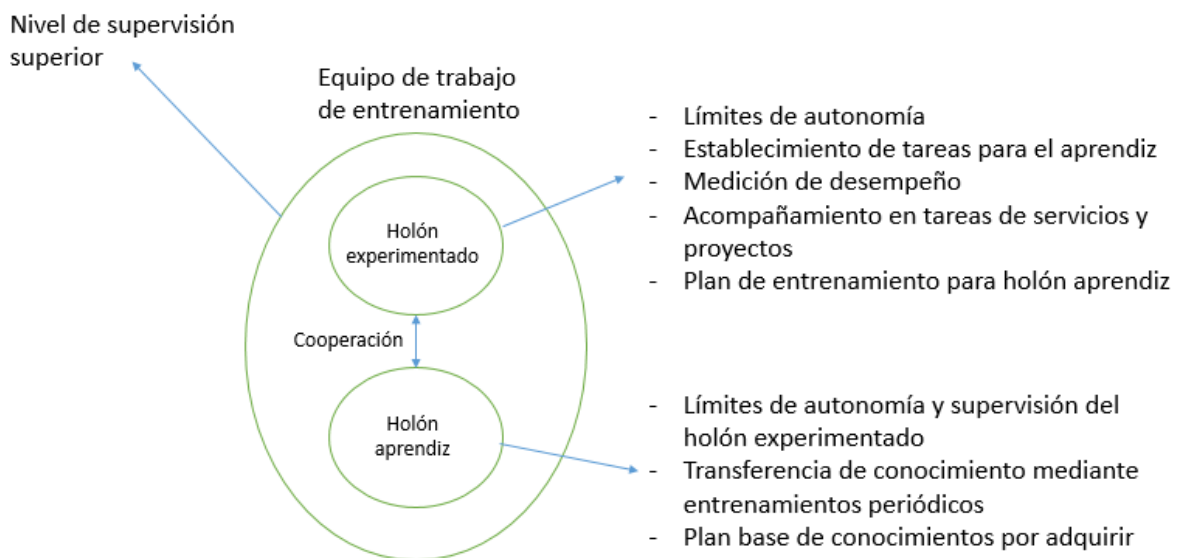 Nivel de supervisión
superior
Equipo de trabajo
de entrenamiento
Holón
experimentado
Cooperación
Holón
aprendiz
- Límites de autonomía
- Establecimiento de tareas para el aprendiz
- Medición de desempeño
- Acompañamiento en tareas de servicios y
proyectos
- Plan de entrenamiento para holón aprendiz
- Límites de autonomía y supervisión del
holón experimentado
- Transferencia de conocimiento mediante
entrenamientos periódicos
- Plan base de conocimientos por adquirir